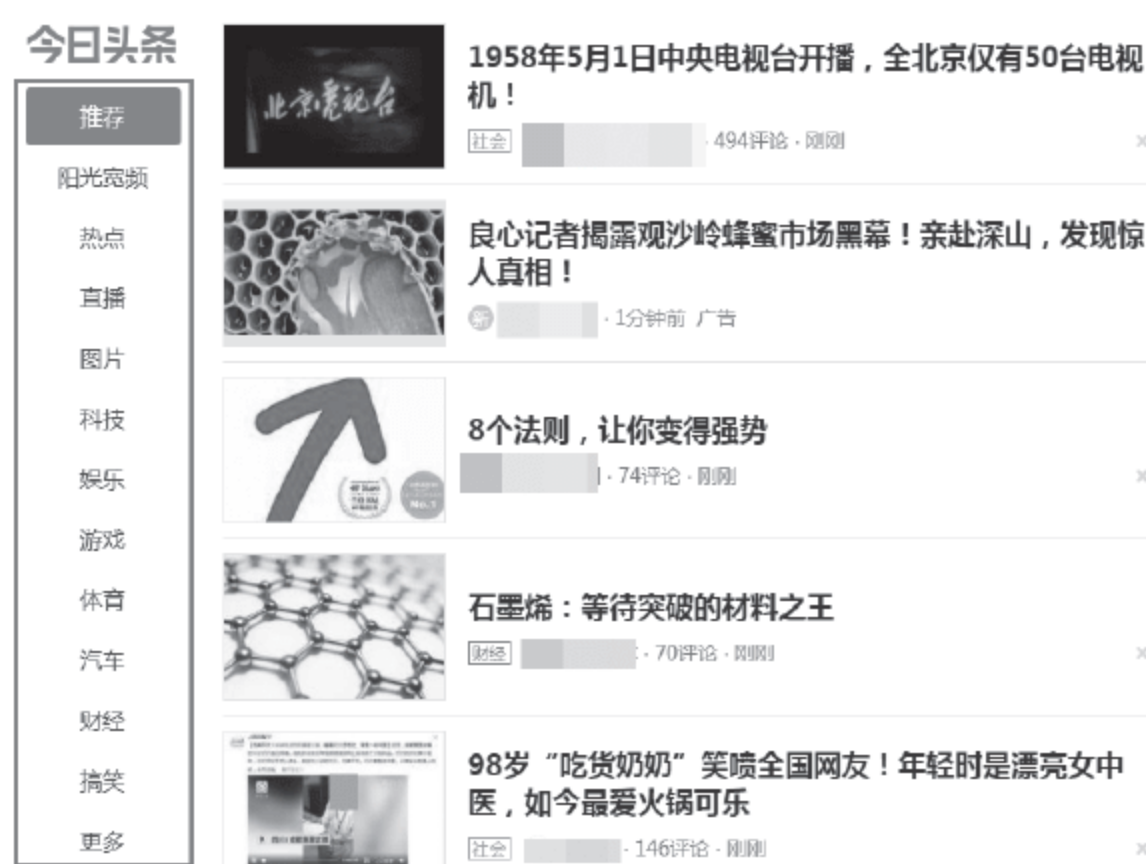 今日头条
推荐
阳光宽频
热点
直播
图片
科技
娱乐
游戏
体育
汽车
财经
搞笑
更多
北京电视台
1958年5月1日中央电视台开播，全北京仅有50台电视
机！
社会 · 494评论 · 刚刚
良心记者揭露观沙岭蜂蜜市场黑幕！亲赴深山，发现惊
人真相！
新 · 1分钟前 广告
No.1
8个法则，让你变得强势
· 74评论 · 刚刚
石墨烯：等待突破的材料之王
财经 · 70评论 · 刚刚
98岁“吃货奶奶”笑喷全国网友！年轻时是漂亮女中
医，如今最爱火锅可乐
社会 · 146评论 · 刚刚